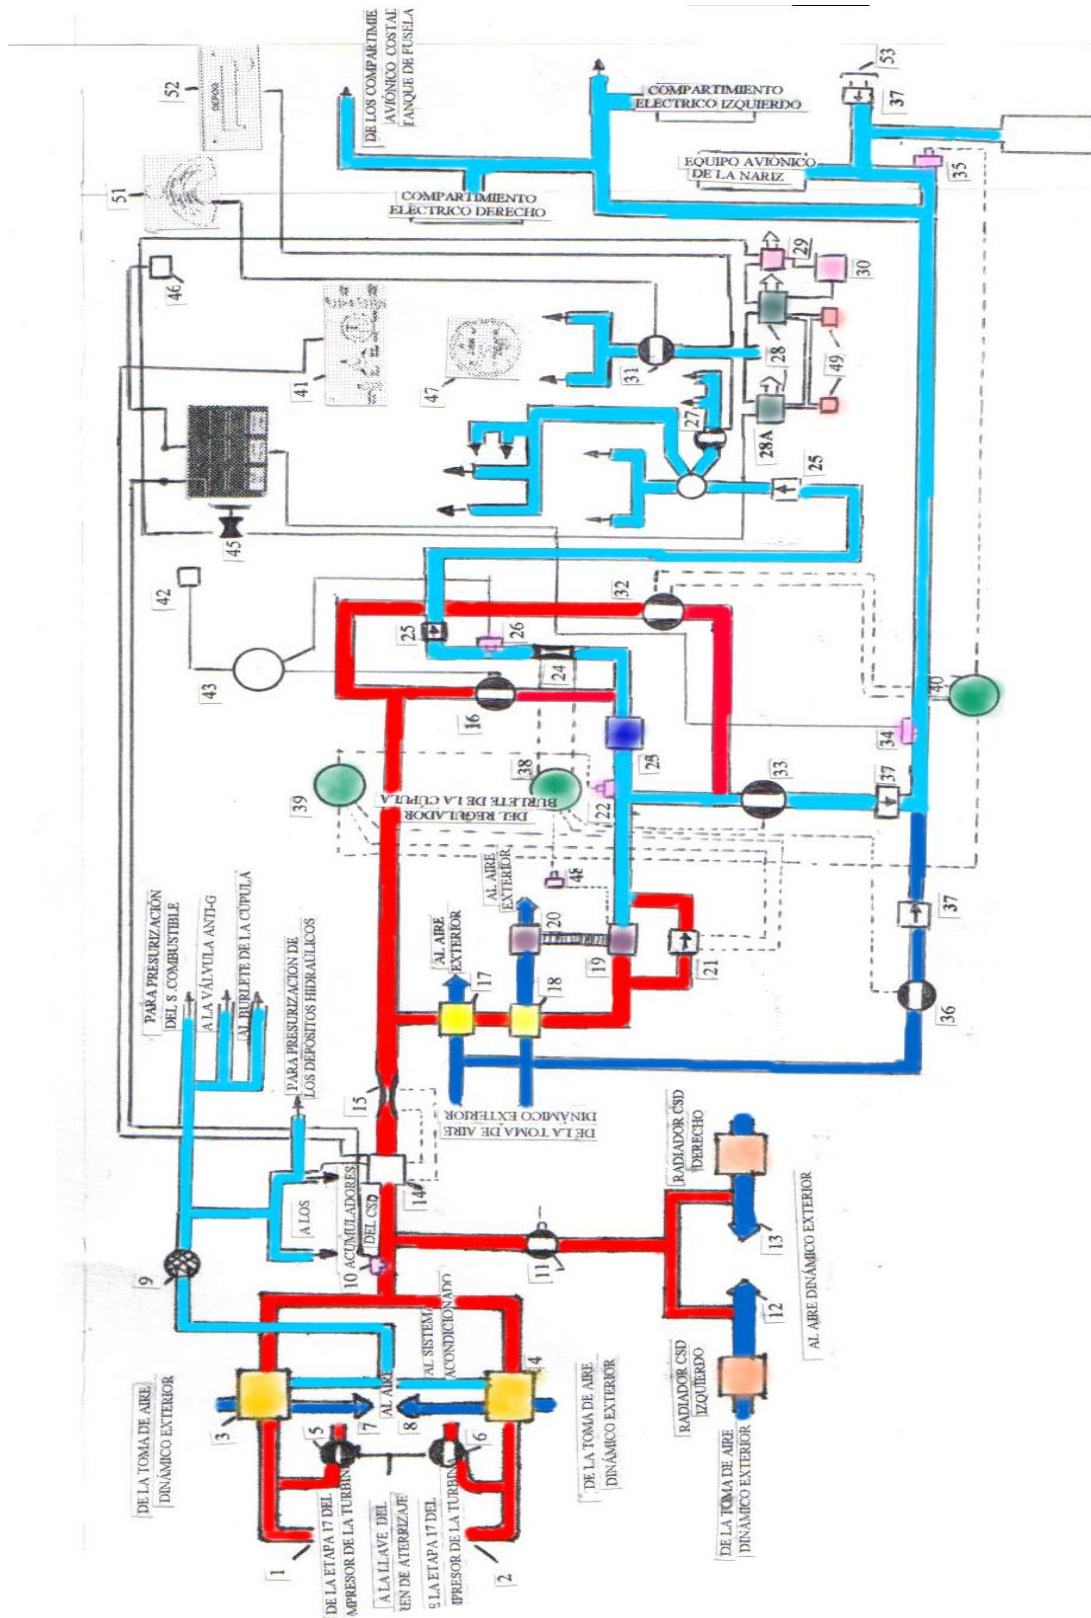 52
51
53
37
DE LOS COMPARTIME
AVIÓNICO COSTAL
TANQUE DE FUSELA
COMPARTIMIENTO
ELÉCTRICO IZQUIERDO
EQUIPO AVIÓNICO
DE LA NARIZ
COMPARTIMIENTO
ELÉCTRICO DERECHO
35
46
41
47
45
42
43
31
27
28A
28
29
30
49
25
32
25
26
24
16
39
38
DEL REGULADOR
BURLETE DE LA CÚPULA
22
23
33
34
40
37
48
AL AIRE
EXTERIOR
AL AIRE
EXTERIOR
20
17
18
19
21
37
36
PARA PRESURIZACIÓN
DEL S .COMBUSTIBLE
A LA VÁLVULA ANTI-G
AL BURLETE DE LA CÚPULA
PARA PRESURIZACION DE
LOS DEPÓSITOS HIDRAÚLICOS
15
DE LA TOMA DE AIRE
DINÁMICO EXTERIOR
14
9
A LOS
ACUMULADORES
DEL CSD
10
11
RADIADOR CSD
DERECHO
13
12
AL AIRE DINÁMICO EXTERIOR
RADIADOR CSD
IZQUIERDO
DE LA TOMA DE AIRE
DINÁMICO EXTERIOR
DE LA TOMA DE AIRE
DINÁMICO EXTERIOR
3
4
7
8
AL AIRE
AL SISTEMA
ACONDICIONADO
5
6
DE LA TOMA DE AIRE
DINÁMICO EXTERIOR
1
2
DE LA ETAPA 17 DEL
MPRESOR DE LA TURBINA
A LA LLAVE DEL
REN DE ATERRIZAJE
E LA ETAPA 17 DEL
MPRESOR DE LA TURBINA